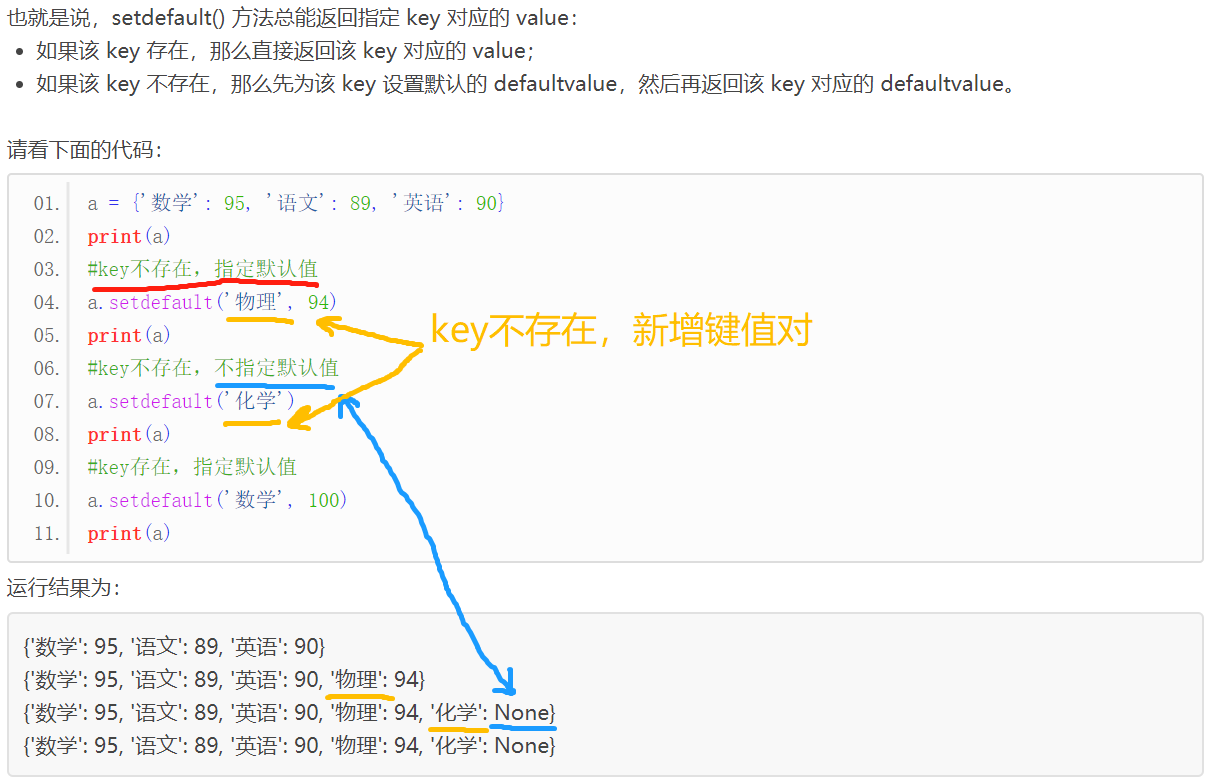 也就是说，setdefault() 方法总能返回指定 key 对应的 value：
如果该 key 存在，那么直接返回该 key 对应的 value；
如果该 key 不存在，那么先为该 key 设置默认的 defaultvalue，然后再返回该 key 对应的 defaultvalue。
请看下面的代码：
01. a = {'数学': 95, '语文': 89, '英语': 90}
02. print(a)
03. #key不存在，指定默认值
04. a.setdefault('物理', 94)
key不存在，新增键值对
05. print(a)
06. #key不存在，不指定默认值
07. a.setdefault('化学')
08. print(a)
09. #key存在，指定默认值
10. a.setdefault('数学', 100)
11. print(a)
运行结果为：
{'数学': 95, '语文': 89, '英语': 90}
{'数学': 95, '语文': 89, '英语': 90, '物理': 94}
{'数学': 95, '语文': 89, '英语': 90, '物理': 94, '化学': None}
{'数学': 95, '语文': 89, '英语': 90, '物理': 94, '化学': None}